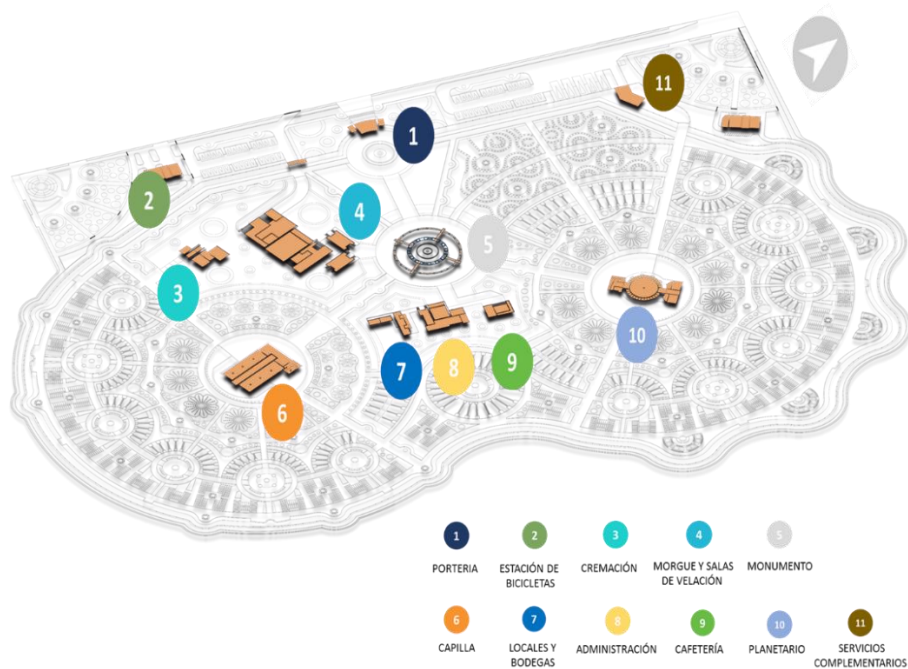 11
1
2
4
5
3
10
7
8
9
6
1
2
3
4
5
PORTERIA
ESTACIÓN DE
BICICLETAS
CREMACIÓN
MORGUE Y SALAS
DE VELACIÓN
MONUMENTO
6
7
8
9
10
11
CAPILLA
LOCALES Y
BODEGAS
ADMINISTRACIÓN
CAFETERÍA
PLANETARIO
SERVICIOS
COMPLEMENTARIOS